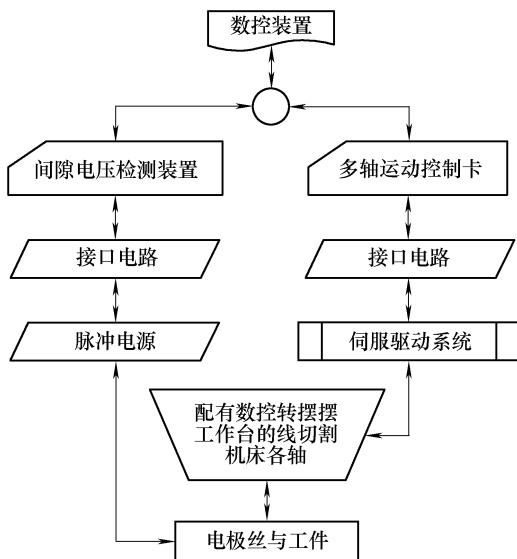 数控装置
间隙电压检测装置
多轴运动控制卡
接口电路
接口电路
脉冲电源
伺服驱动系统
配有数控转摆摆
工作台的线切割
机床各轴
电极丝与工件